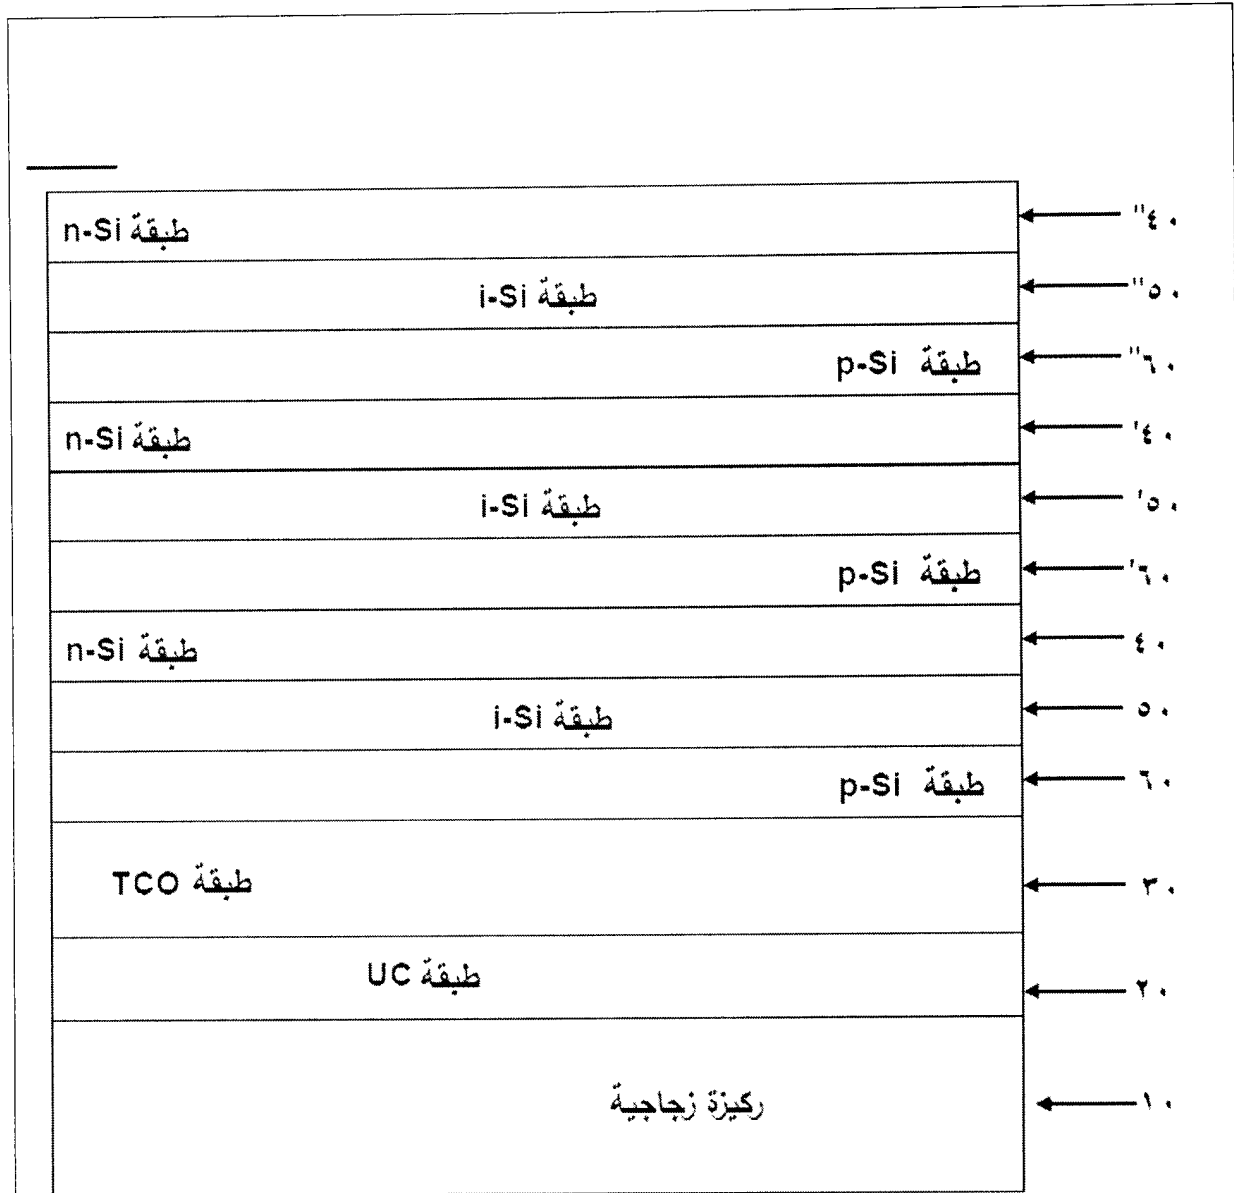 طبقة n-Si ٤٠"
طبقة i-Si ٥٠"
طبقة p-Si ٦٠"
طبقة n-Si ٤٠'
طبقة i-Si ٥٠'
طبقة p-Si ٦٠'
طبقة n-Si ٤٠
طبقة i-Si ٥٠
طبقة p-Si ٦٠
طبقة TCO ٣٠
طبقة UC ٢٠
ركيزة زجاجية ١٠